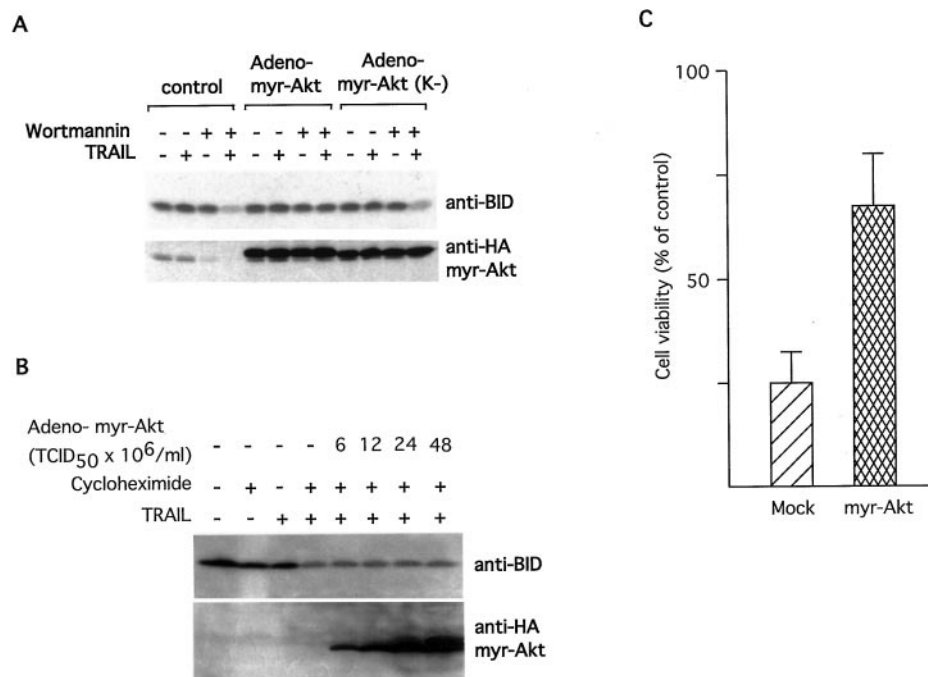 A
control
Adeno-
myr-Akt
Adeno-
myr-Akt (K-)
Wortmannin - - + + - - + + - - + +
TRAIL - + - + - + - + - + - +
anti-BID
anti-HA
myr-Akt
B
Adeno- myr-Akt
(TCID50 x 10^6/ml) - - - - 6 12 24 48
Cycloheximide - + - + + + + +
TRAIL - - + + + + + +
anti-BID
anti-HA
myr-Akt
C
Cell viability (% of control)
100
50
Mock myr-Akt